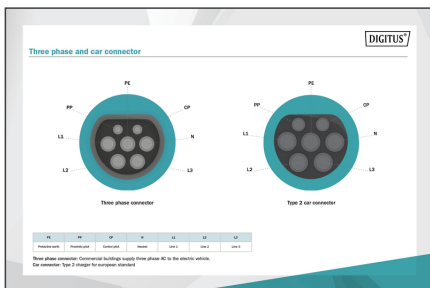 DIGITUS®
Three phase and car connector
PE
PP
CP
L1
N
L2
L3
Three phase connector
PE
PP
CP
L1
N
L2
L3
Type 2 car connector
PE PP CP N L1 L2 L3
Protective earth Proximity pilot Control pilot Neutral Line 1 Line 2 Line 3
Three phase connector: Commercial buildings supply three phase AC to the electric vehicle.
Car connector: Type 2 charger for european standard